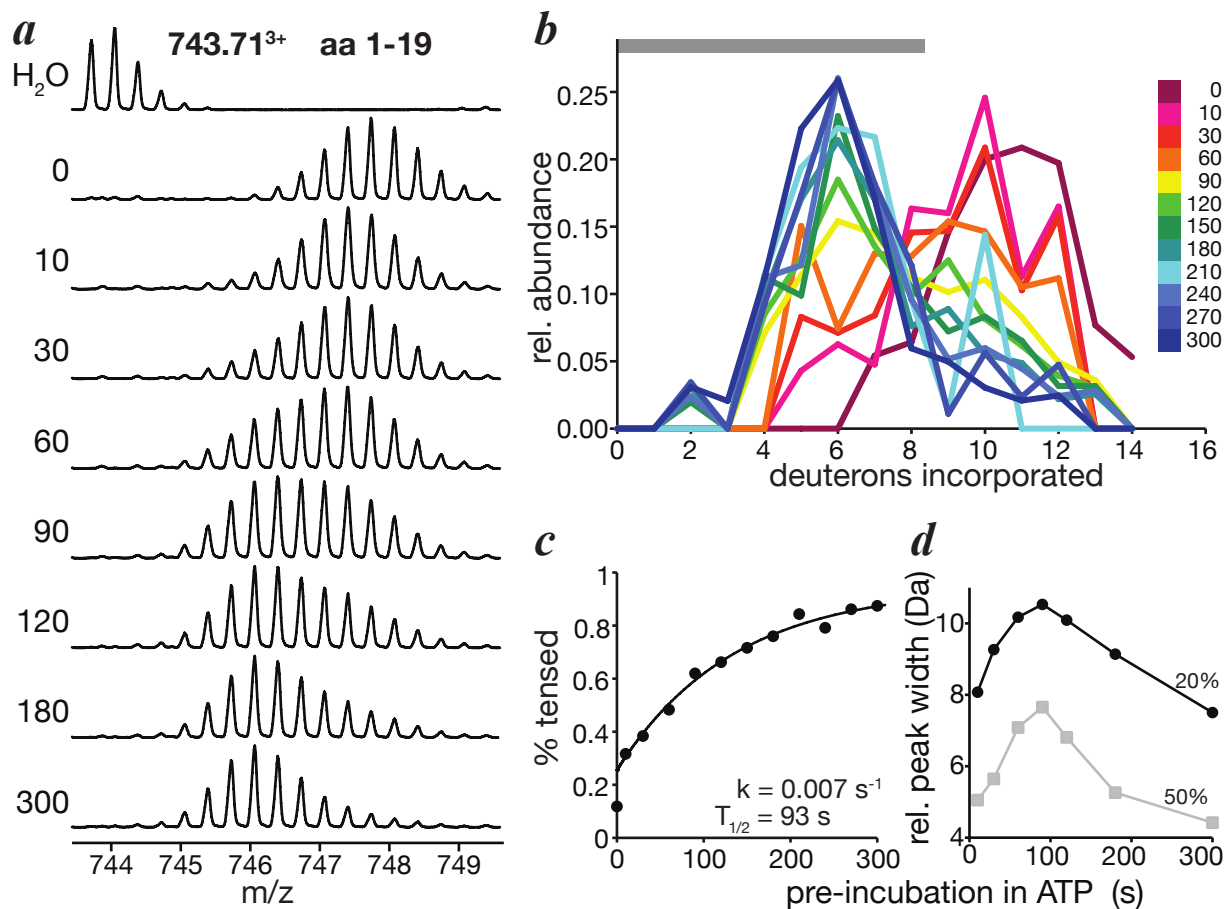 a
743.71³⁺ aa 1-19
H₂O
0
10
30
60
90
120
180
300
744 745 746 747 748 749
m/z
b
rel. abundance
0.25
0.20
0.15
0.10
0.05
0.00
0 2 4 6 8 10 12 14 16
deuterons incorporated
0
10
30
60
90
120
150
180
210
240
270
300
c
% tensed
1
0.8
0.6
0.4
0.2
0
k = 0.007 s⁻¹
T₁/₂ = 93 s
0 100 200 300
d
rel. peak width (Da)
10
8
6
4
20%
50%
0 100 200 300
pre-incubation in ATP (s)